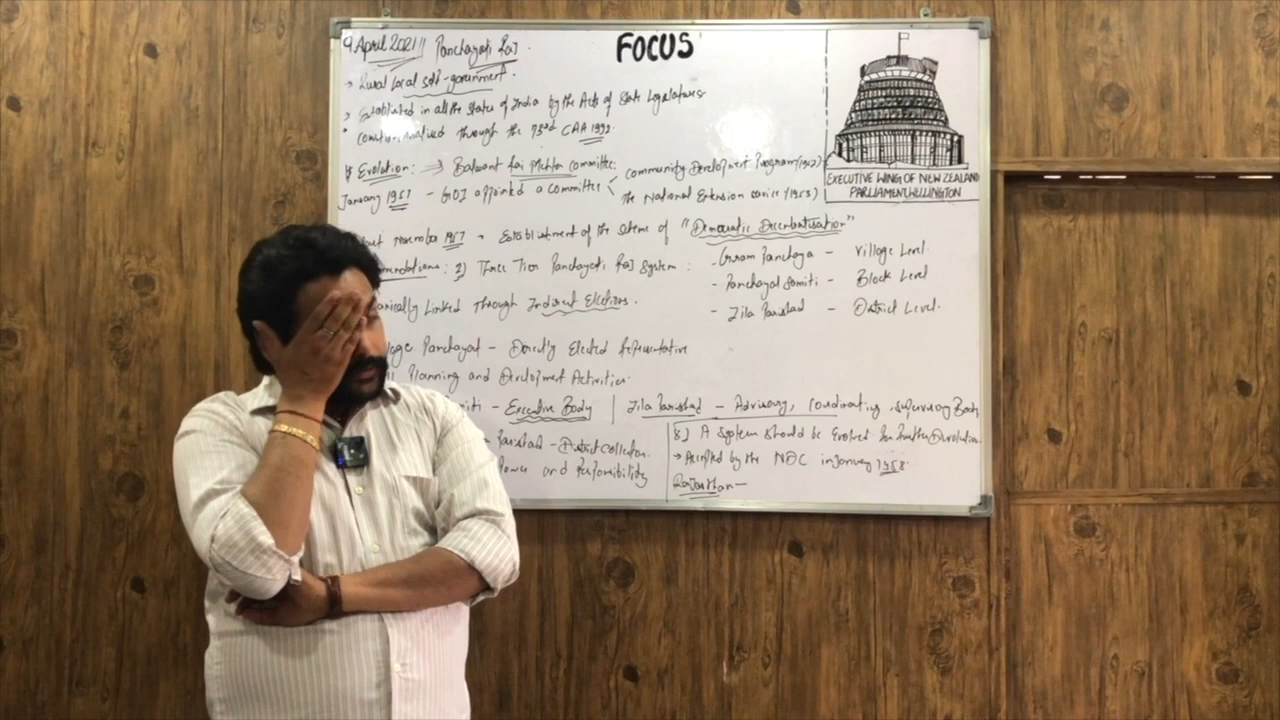 9 April 2021 || Panchayati Raj.
FOCUS
→ Rural local self-government.
→ Established in all the States of India by the Acts of State Legislatures
through the 73rd CAA 1992.
Evolution: ⇒ Balwant Rai Mehta committee:
January 1957 - GOI appointed a committee
Community Development Program (1952)
the National Extension Service (1953)
EXECUTIVE WING OF NEW ZEALAND
PARLIAMENT, WELLINGTON
1957 → Establishment of the scheme of "Democratic Decentralisation"
1) Three Tier Panchayati Raj System:
- Gram Panchaya - Village Level.
- Panchayat Samiti - Block Level
- Zila Parishad - District Level.
Linked Through Indirect Elections.
Panchayat - Directly Elected Representative
Planning and Development Activities.
- Executive Body | Zila Parishad - Advisory, Coordinating, Supervisory Body
Parishad - District Collector.
Power and Responsibility
8) A System Should be Evolved for Further Devolution
→ Accepted by the NDC in January 1958.
Rajasthan -